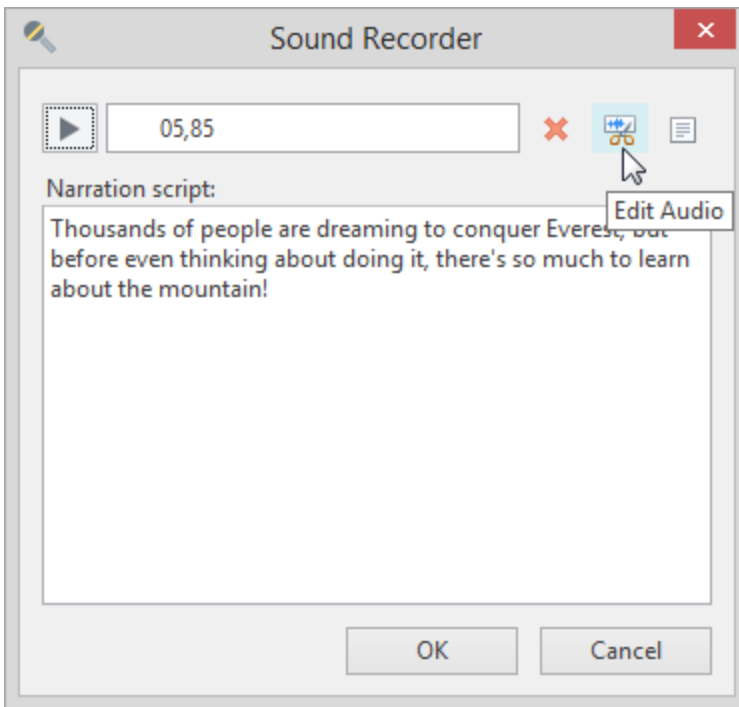 Sound Recorder
05,85
Narration script:
Edit Audio
Thousands of people are dreaming to conquer Everest, but
before even thinking about doing it, there's so much to learn
about the mountain!
OK
Cancel